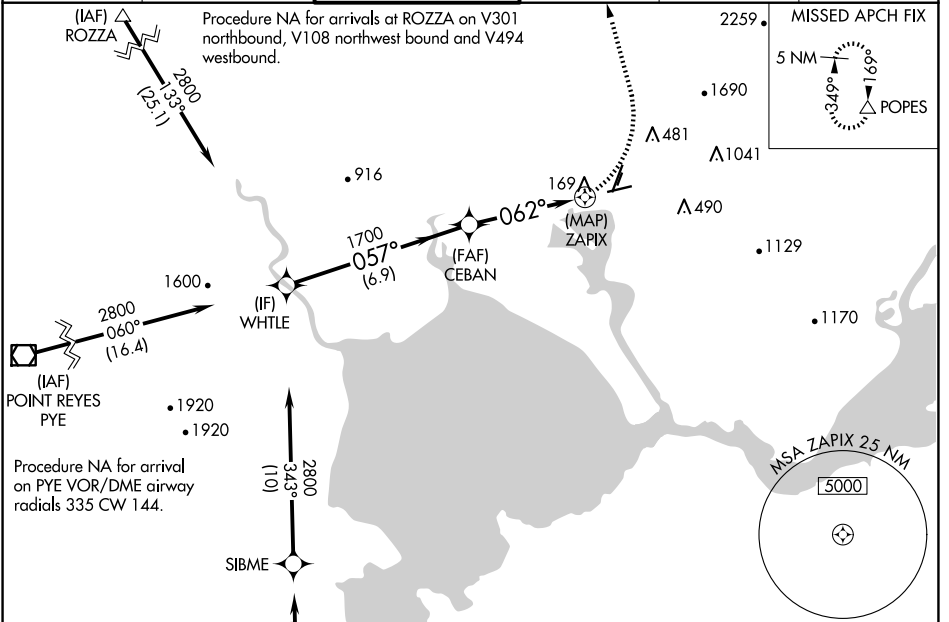 (IAF)
ROZZA
Procedure NA for arrivals at ROZZA on V301
northbound, V108 northwest bound and V494
westbound.
2259
MISSED APCH FIX
5 NM
349°
169°
POPES
2800
133°
(25.1)
1690
481
1041
916
169
490
062°
(MAP)
ZAPIX
1700
057°
(6.9)
(FAF)
CEBAN
1129
1600
(IF)
WHTLE
2800
060°
(16.4)
1170
(IAF)
POINT REYES
PYE
1920
1920
Procedure NA for arrival
on PYE VOR/DME airway
radials 335 CW 144.
2800
343°
(10)
SIBME
MSA ZAPIX 25 NM
5000